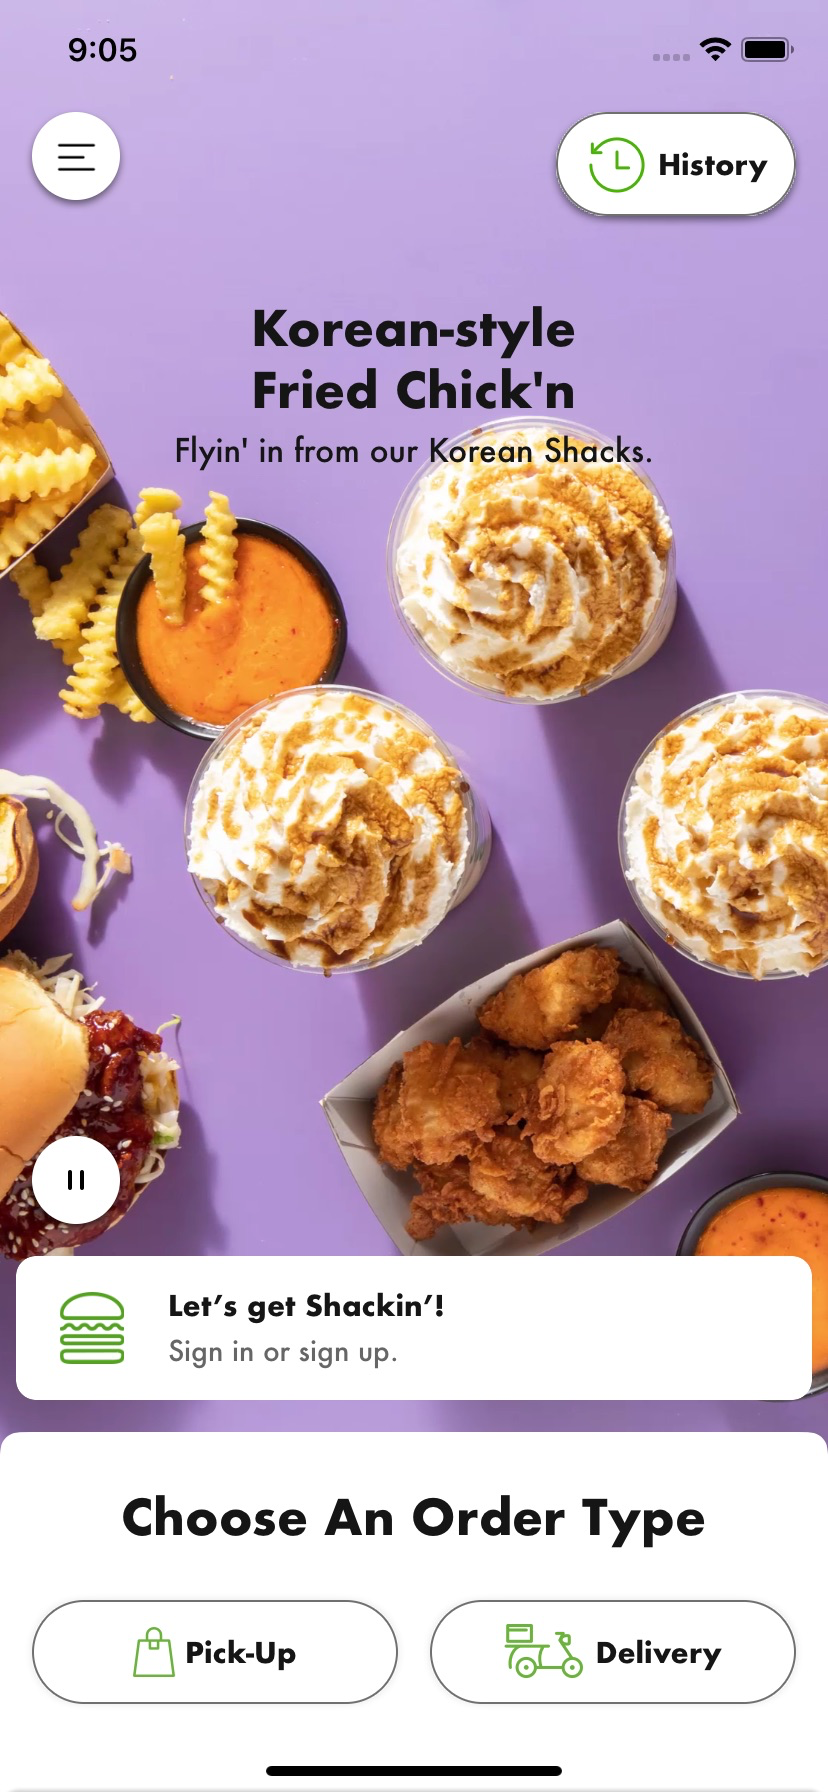 9:05
History
Korean-style
Fried Chick'n
Flyin' in from our Korean Shacks.
Let’s get Shackin’!
Sign in or sign up.
Choose An Order Type
Pick-Up
Delivery